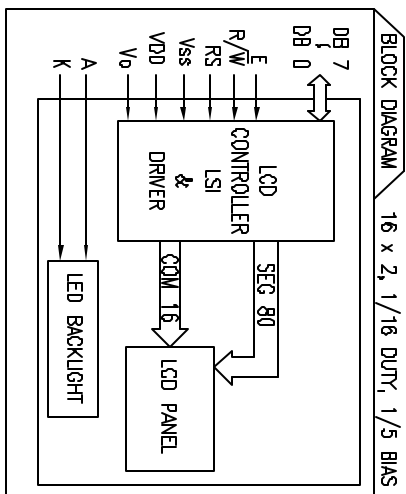 BLOCK DIAGRAM 16 x 2, 1/16 DUTY, 1/5 BIAS
DB 7
DB 0
E
R/W
RS
Vss
VDD
Vo
A
K
LCD
CONTROLLER
LSI
&
DRIVER
SEG 80
COM 16
LCD PANEL
LED BACKLIGHT